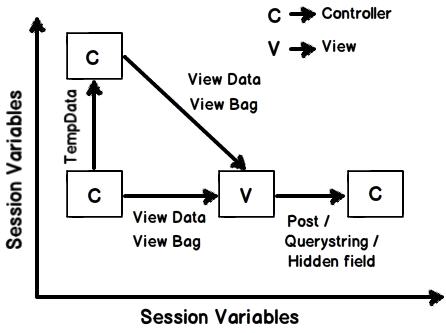 C → Controller
V → View
C
View Data
View Bag
TempData
Session Variables
C
V
C
View Data
View Bag
Post /
Querystring /
Hidden field
Session Variables